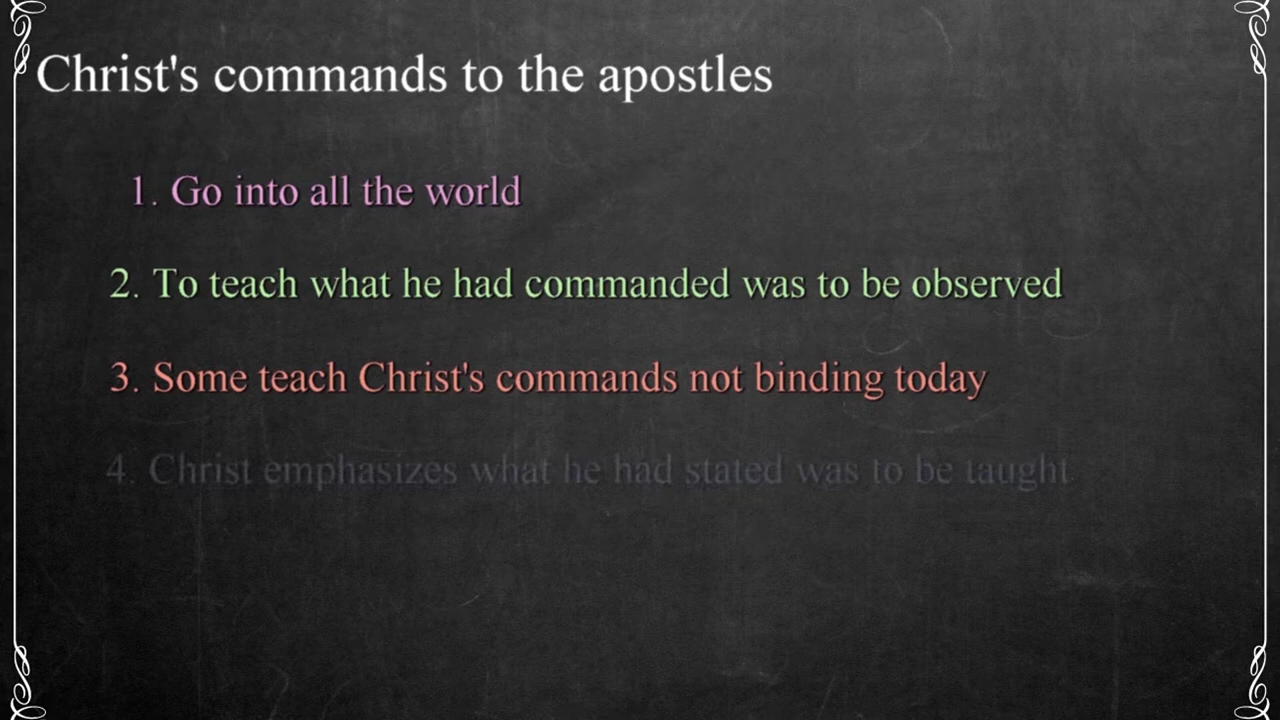 Christ's commands to the apostles
1. Go into all the world
2. To teach what he had commanded was to be observed
3. Some teach Christ's commands not binding today
4. Christ emphasizes what he had stated was to be taught